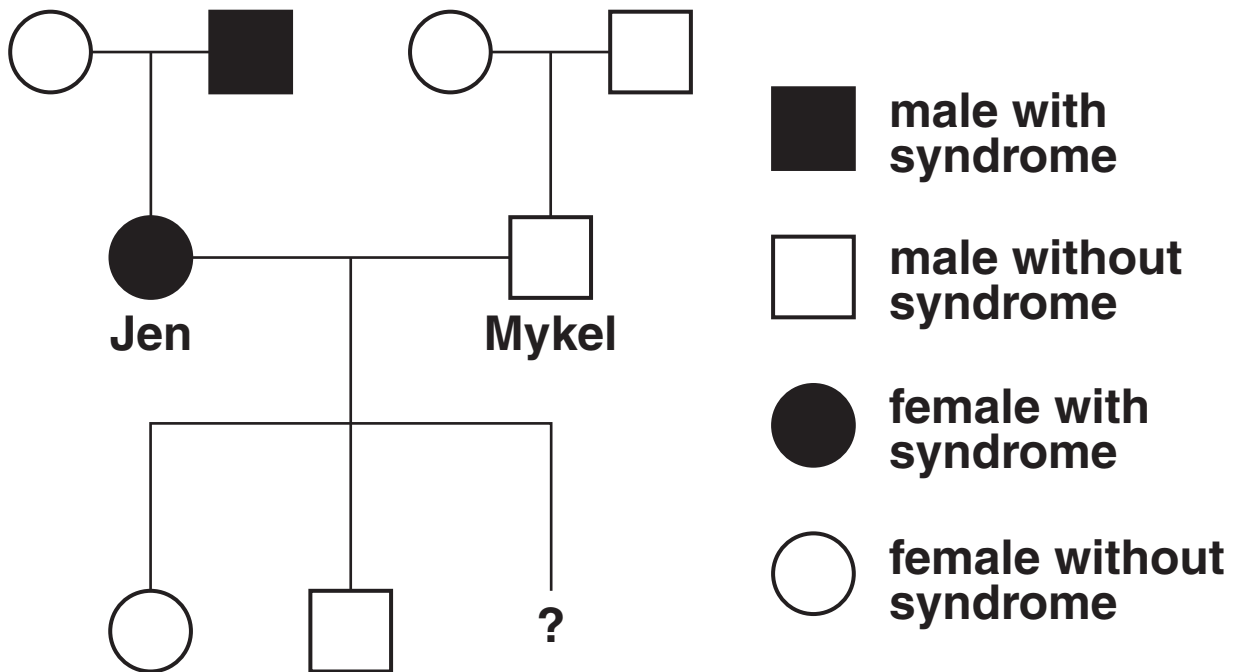 male with
syndrome
male without
syndrome
Jen
Mykel
female with
syndrome
female without
syndrome
?